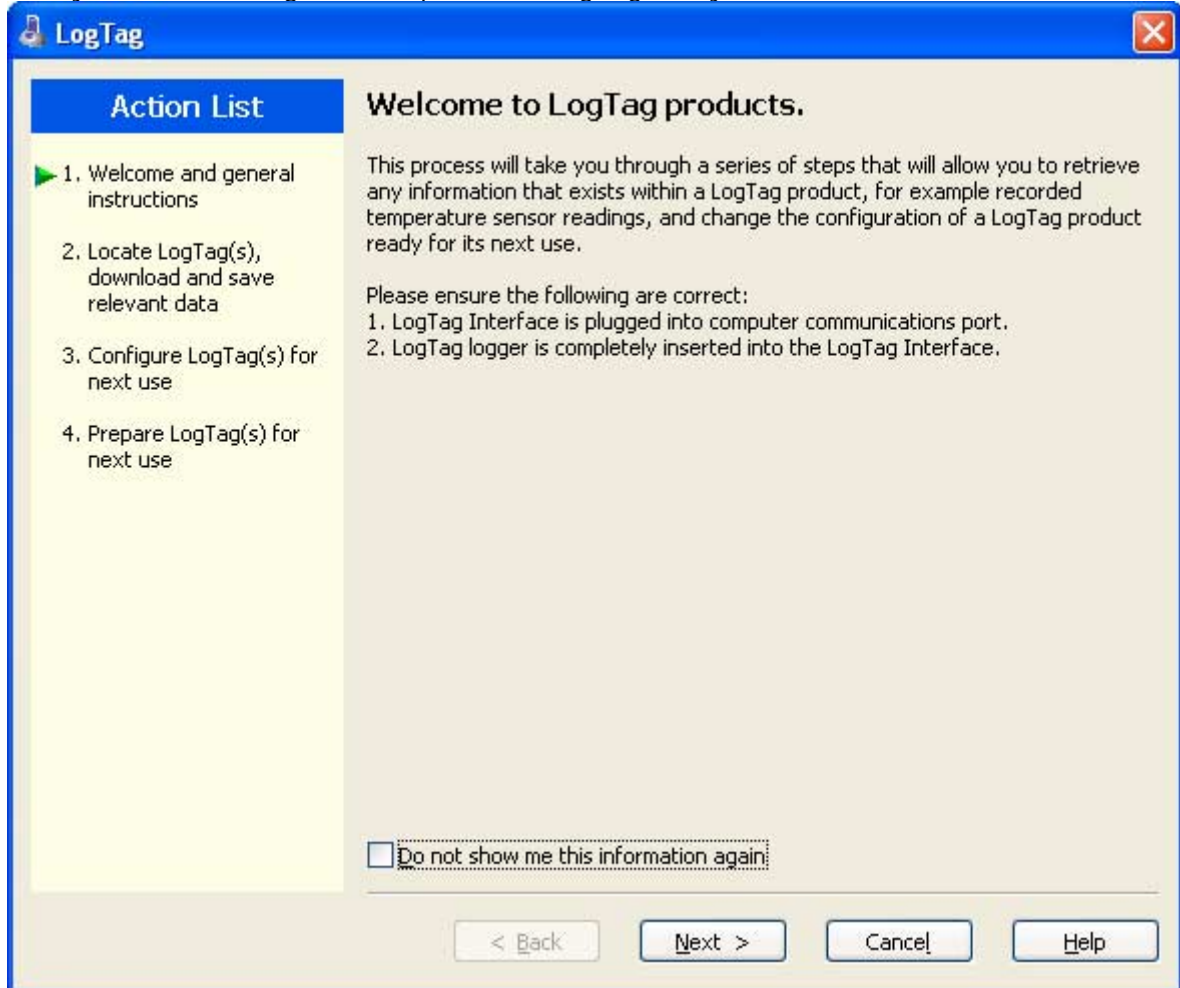 LogTag
Action List
1. Welcome and general
instructions
2. Locate LogTag(s),
download and save
relevant data
3. Configure LogTag(s) for
next use
4. Prepare LogTag(s) for
next use
Welcome to LogTag products.
This process will take you through a series of steps that will allow you to retrieve
any information that exists within a LogTag product, for example recorded
temperature sensor readings, and change the configuration of a LogTag product
ready for its next use.
Please ensure the following are correct:
1. LogTag Interface is plugged into computer communications port.
2. LogTag logger is completely inserted into the LogTag Interface.
Do not show me this information again
< Back
Next >
Cancel
Help